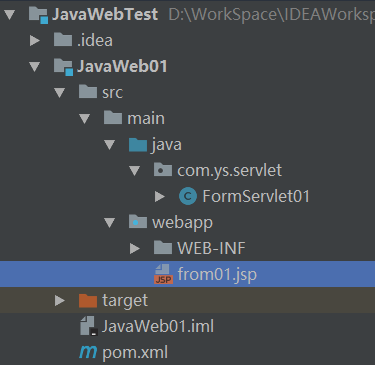 JavaWebTest D:\WorkSpace\IDEAWorksp
.idea
JavaWeb01
src
main
java
com.ys.servlet
FormServlet01
webapp
WEB-INF
from01.jsp
target
JavaWeb01.iml
pom.xml